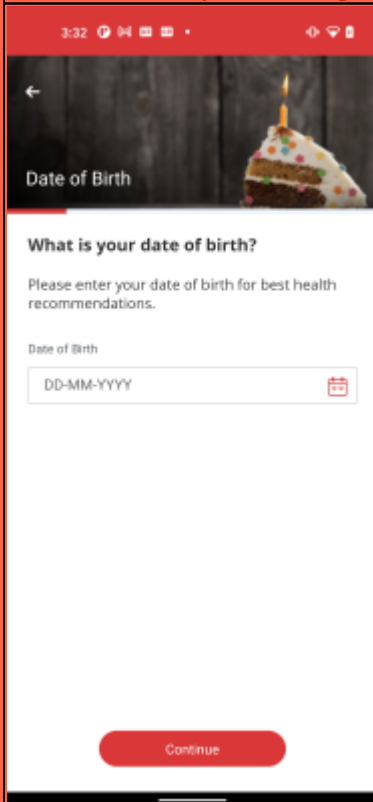 3:32
Date of Birth
What is your date of birth?
Please enter your date of birth for best health
recommendations.
Date of Birth
DD-MM-YYYY
Continue